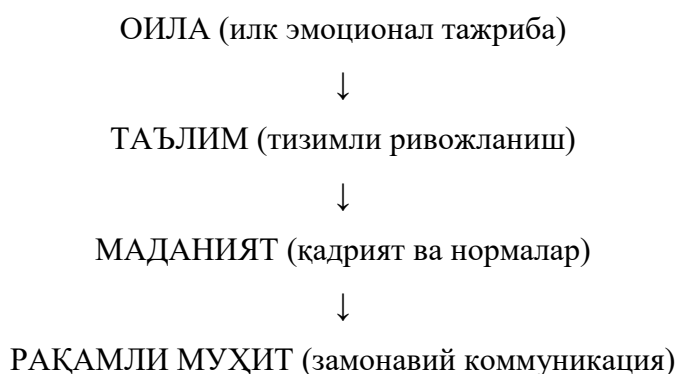 ОИЛА (илк эмоционал тажриба)
↓
ТАЪЛИМ (тизимли ривожланиш)
↓
МАДАНИЯТ (қадрият ва нормалар)
↓
РАҚАМЛИ МУҲИТ (замонавий коммуникация)